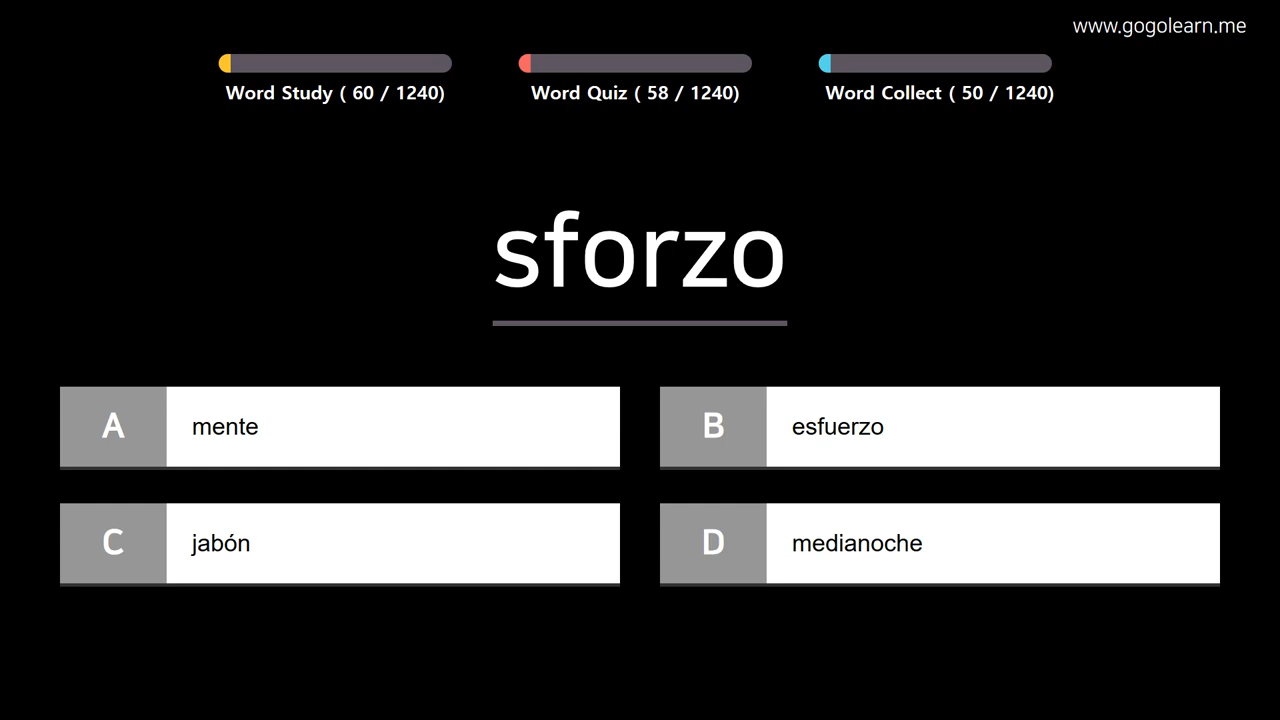 www.gogolearn.me
Word Study ( 60 / 1240)
Word Quiz ( 58 / 1240)
Word Collect ( 50 / 1240)
sforzo
A mente
B esfuerzo
C jabón
D medianoche